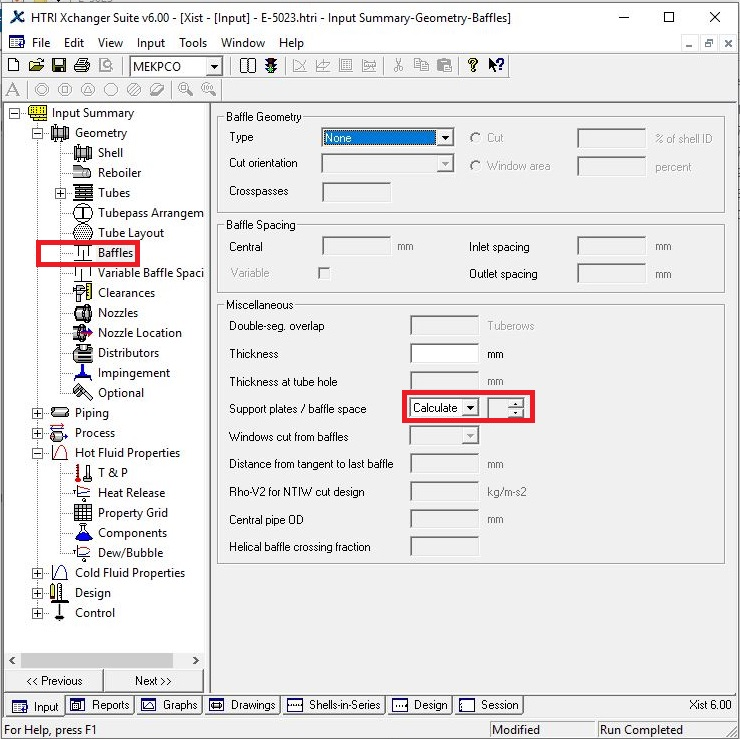 HTRI Xchanger Suite v6.00 - [Xist - [Input] - E-5023.htri - Input Summary-Geometry-Baffles]
File Edit View Input Tools Window Help
MEKPCO
Input Summary
Geometry
Shell
Reboiler
Tubes
Tubepass Arrangem
Tube Layout
Baffles
Variable Baffle Spaci
Clearances
Nozzles
Nozzle Location
Distributors
Impingement
Optional
Piping
Process
Hot Fluid Properties
T & P
Heat Release
Property Grid
Components
Dew/Bubble
Cold Fluid Properties
Design
Control
<< Previous Next >>
Baffle Geometry
Type None Cut % of shell ID
Cut orientation Window area percent
Crosspasses
Baffle Spacing
Central mm Inlet spacing mm
Variable Outlet spacing mm
Miscellaneous
Double-seg. overlap Tuberows
Thickness mm
Thickness at tube hole mm
Support plates / baffle space Calculate
Windows cut from baffles
Distance from tangent to last baffle mm
Rho-V2 for NTIW cut design kg/m-s2
Central pipe OD mm
Helical baffle crossing fraction
Input Reports Graphs Drawings Shells-in-Series Design Session Xist 6.00
For Help, press F1 Modified Run Completed